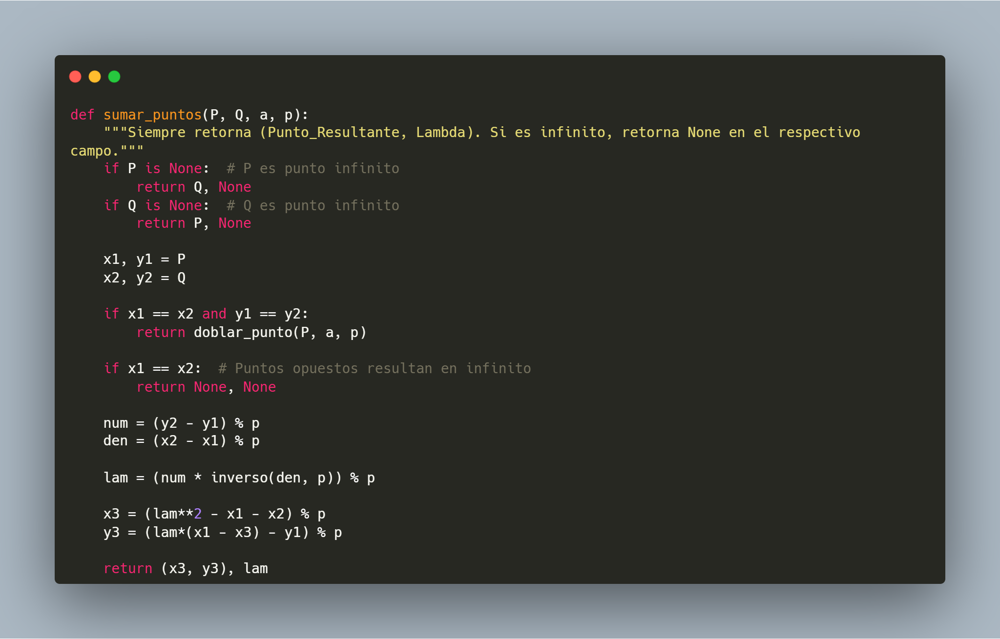 def sumar_puntos(P, Q, a, p):
    """Siempre retorna (Punto_Resultante, Lambda). Si es infinito, retorna None en el respectivo
campo."""
    if P is None:  # P es punto infinito
        return Q, None
    if Q is None:  # Q es punto infinito
        return P, None

    x1, y1 = P
    x2, y2 = Q

    if x1 == x2 and y1 == y2:
        return doblar_punto(P, a, p)

    if x1 == x2:  # Puntos opuestos resultan en infinito
        return None, None

    num = (y2 - y1) % p
    den = (x2 - x1) % p

    lam = (num * inverso(den, p)) % p

    x3 = (lam**2 - x1 - x2) % p
    y3 = (lam*(x1 - x3) - y1) % p

    return (x3, y3), lam